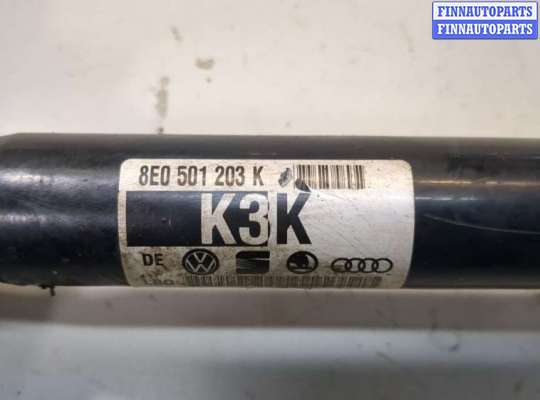 FINNAUTOPARTS
FINNAUTOPARTS
8E0 501 203 K
K3K
DE